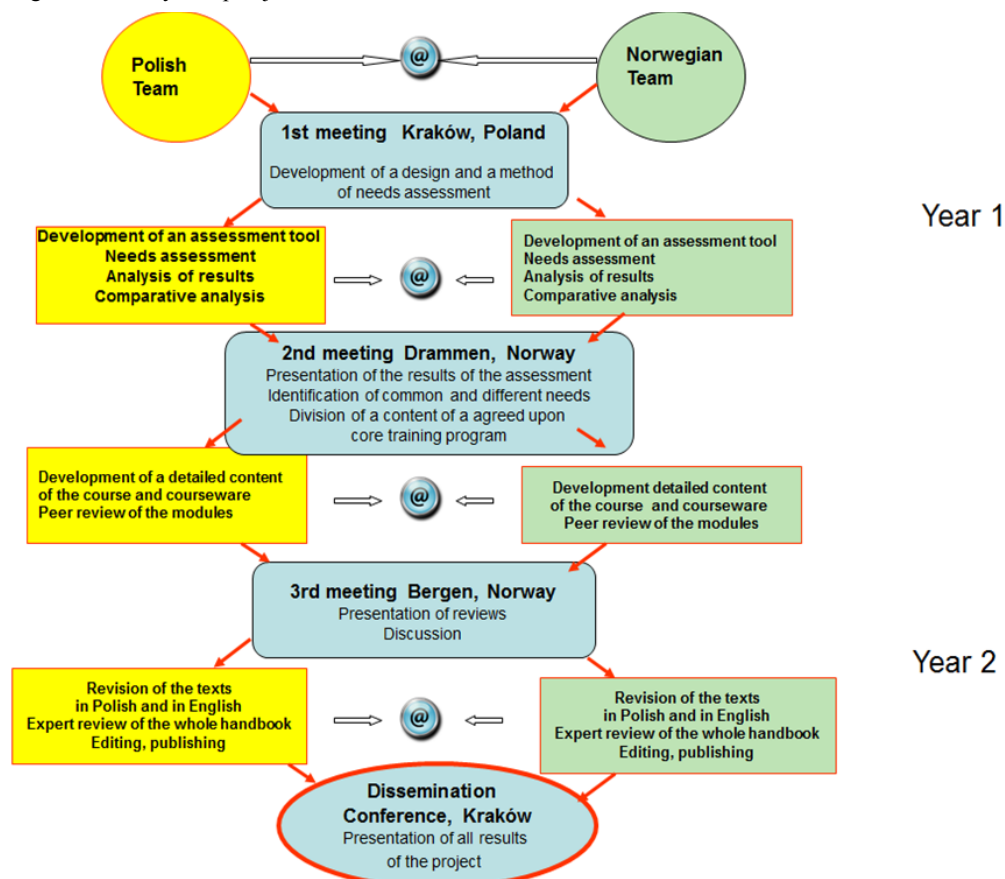 Polish
Team
@
Norwegian
Team
1st meeting Kraków, Poland
Development of a design and a method
of needs assessment
Year 1
Development of an assessment tool
Needs assessment
Analysis of results
Comparative analysis
@
Development of an assessment tool
Needs assessment
Analysis of results
Comparative analysis
2nd meeting Drammen, Norway
Presentation of the results of the assessment
Identification of common and different needs
Division of a content of a agreed upon
core training program
Development of a detailed content
of the course and courseware
Peer review of the modules
@
Development detailed content
of the course and courseware
Peer review of the modules
3rd meeting Bergen, Norway
Presentation of reviews
Discussion
Year 2
Revision of the texts
in Polish and in English
Expert review of the whole handbook
Editing, publishing
@
Revision of the texts
in Polish and in English
Expert review of the whole handbook
Editing, publishing
Dissemination
Conference, Kraków
Presentation of all results
of the project